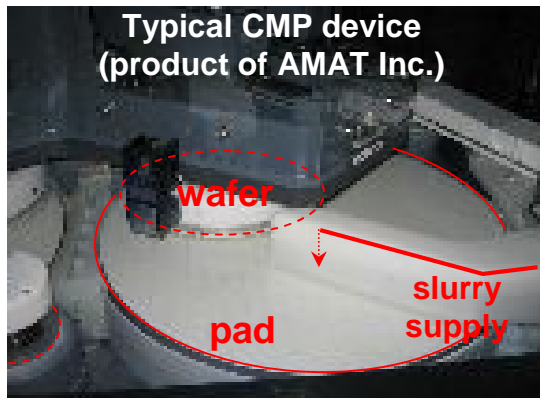 Typical CMP device
(product of AMAT Inc.)
wafer
slurry
supply
pad